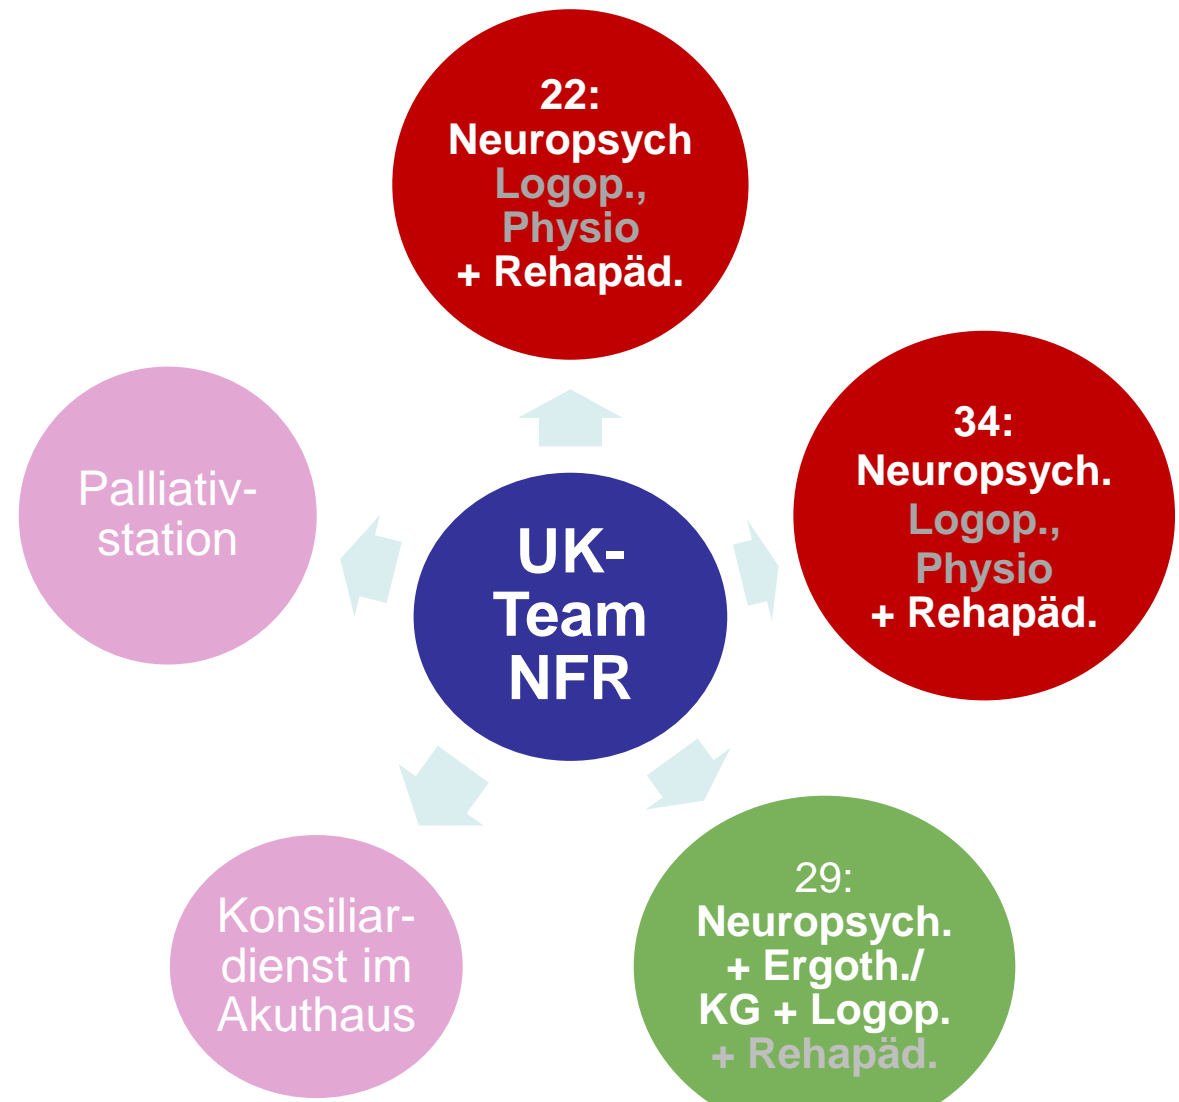 22:
Neuropsych
Logop.,
Physio
+ Rehapäd.
34:
Neuropsych.
Logop.,
Physio
+ Rehapäd.
Palliativ-
station
UK-
Team
NFR
29:
Neuropsych.
+ Ergoth./
KG + Logop.
+ Rehapäd.
Konsiliar-
dienst im
Akuthaus